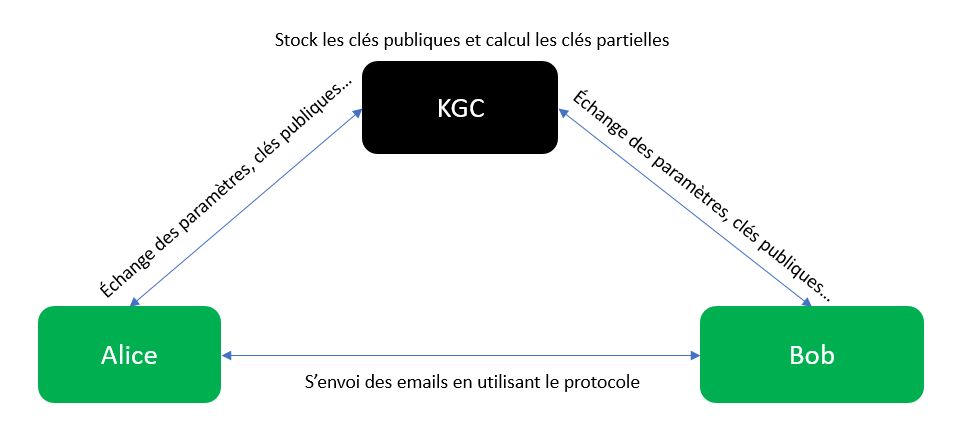 Stock les clés publiques et calcul les clés partielles
KGC
Échange des paramètres, clés publiques...
Échange des paramètres, clés publiques...
Alice
Bob
S'envoi des emails en utilisant le protocole